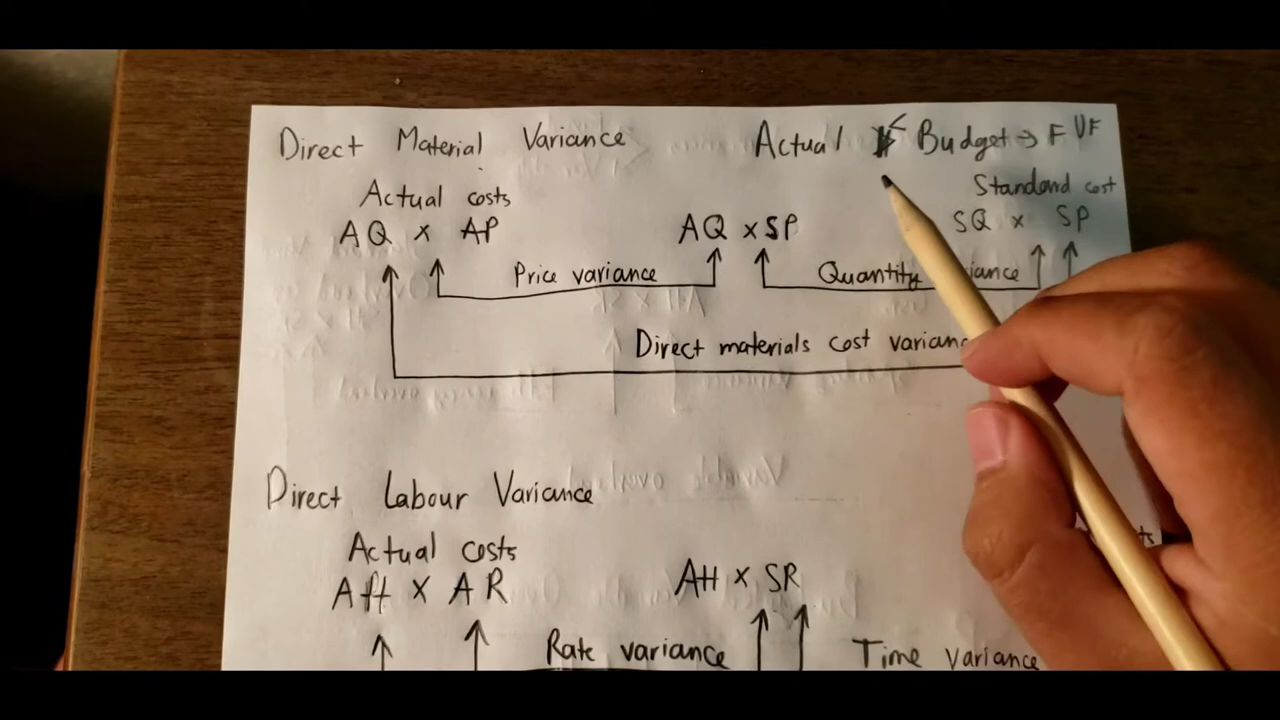 Direct Material Variance Actual < Budget → F UF
Actual costs Standard cost
AQ x AP AQ x SP SQ x SP
Price variance Quantity
Direct materials cost
Direct Labour Variance
Actual costs
AH x AR AH x SR
Rate variance Time variance